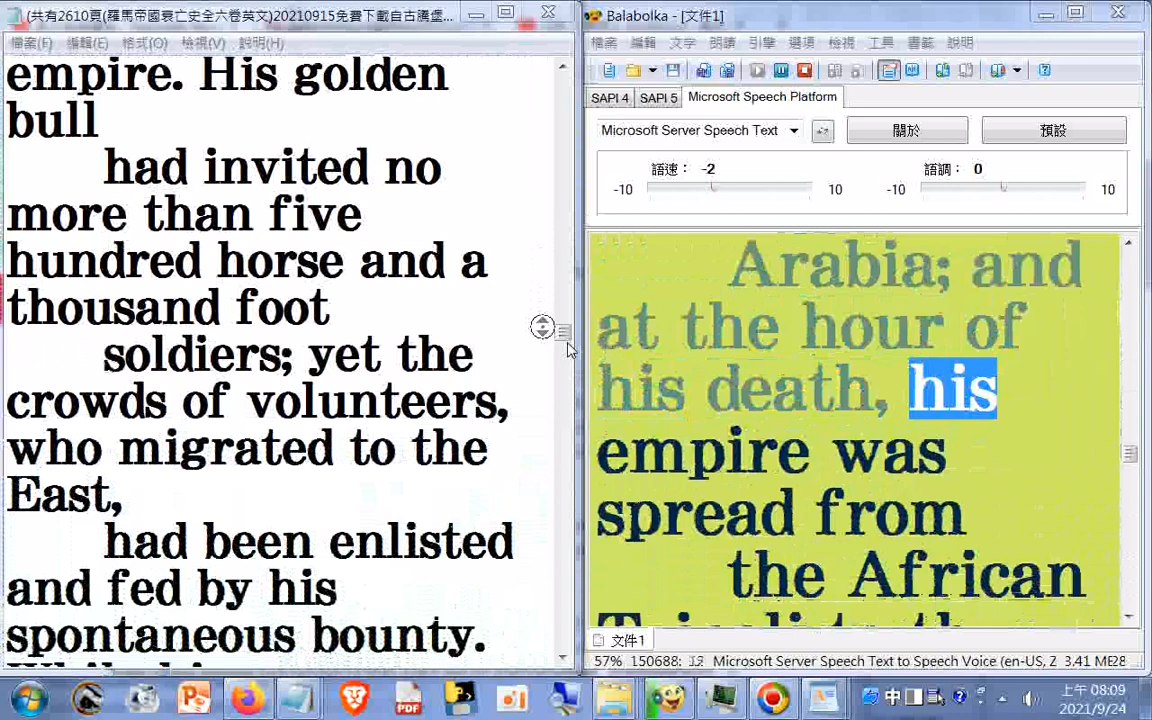 (共有2610頁(羅馬帝國衰亡史全六卷英文)20210915免費下載自古騰堡...
檔案(F) 編輯(E) 格式(O) 檢視(V) 說明(H)
empire. His golden
bull
had invited no
more than five
hundred horse and a
thousand foot
soldiers; yet the
crowds of volunteers,
who migrated to the
East,
had been enlisted
and fed by his
spontaneous bounty.
Balabolka - [文件1]
檔案 編輯 文字 朗讀 引擎 選項 檢視 工具 書籤 說明
SAPI 4 SAPI 5 Microsoft Speech Platform
Microsoft Server Speech Text 關於 預設
語速： -2 語調： 0
-10 10 -10 10
Arabia; and
at the hour of
his death, his
empire was
spread from
the African
文件1
57% 150688: Microsoft Server Speech Text to Speech Voice (en-US, Z 3.41 ME28
PDF 中 上午 08:09
2021/9/24